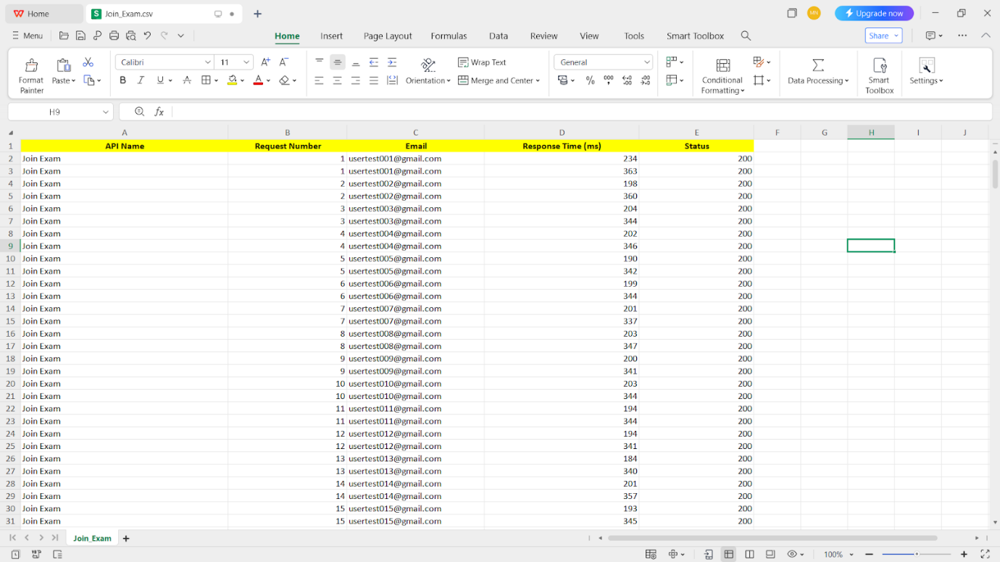 Home Join_Exam.csv Upgrade now
Menu Home Insert Page Layout Formulas Data Review View Tools Smart Toolbox Share
Calibri 11 A+ A- Wrap Text General
Format Painter Paste B I U A A Orientation Merge and Center % 000 Conditional Formatting Data Processing Smart Toolbox Settings
H9 fx
A B C D E F G H I J
1 API Name Request Number Email Response Time (ms) Status
2 Join Exam 1 usertest001@gmail.com 234 200
3 Join Exam 1 usertest001@gmail.com 363 200
4 Join Exam 2 usertest002@gmail.com 198 200
5 Join Exam 2 usertest002@gmail.com 360 200
6 Join Exam 3 usertest003@gmail.com 204 200
7 Join Exam 3 usertest003@gmail.com 344 200
8 Join Exam 4 usertest004@gmail.com 202 200
9 Join Exam 4 usertest004@gmail.com 346 200
10 Join Exam 5 usertest005@gmail.com 190 200
11 Join Exam 5 usertest005@gmail.com 342 200
12 Join Exam 6 usertest006@gmail.com 199 200
13 Join Exam 6 usertest006@gmail.com 344 200
14 Join Exam 7 usertest007@gmail.com 201 200
15 Join Exam 7 usertest007@gmail.com 337 200
16 Join Exam 8 usertest008@gmail.com 203 200
17 Join Exam 8 usertest008@gmail.com 347 200
18 Join Exam 9 usertest009@gmail.com 200 200
19 Join Exam 9 usertest009@gmail.com 341 200
20 Join Exam 10 usertest010@gmail.com 203 200
21 Join Exam 10 usertest010@gmail.com 344 200
22 Join Exam 11 usertest011@gmail.com 194 200
23 Join Exam 11 usertest011@gmail.com 344 200
24 Join Exam 12 usertest012@gmail.com 194 200
25 Join Exam 12 usertest012@gmail.com 341 200
26 Join Exam 13 usertest013@gmail.com 184 200
27 Join Exam 13 usertest013@gmail.com 340 200
28 Join Exam 14 usertest014@gmail.com 201 200
29 Join Exam 14 usertest014@gmail.com 357 200
30 Join Exam 15 usertest015@gmail.com 193 200
31 Join Exam 15 usertest015@gmail.com 345 200
Join_Exam
100%